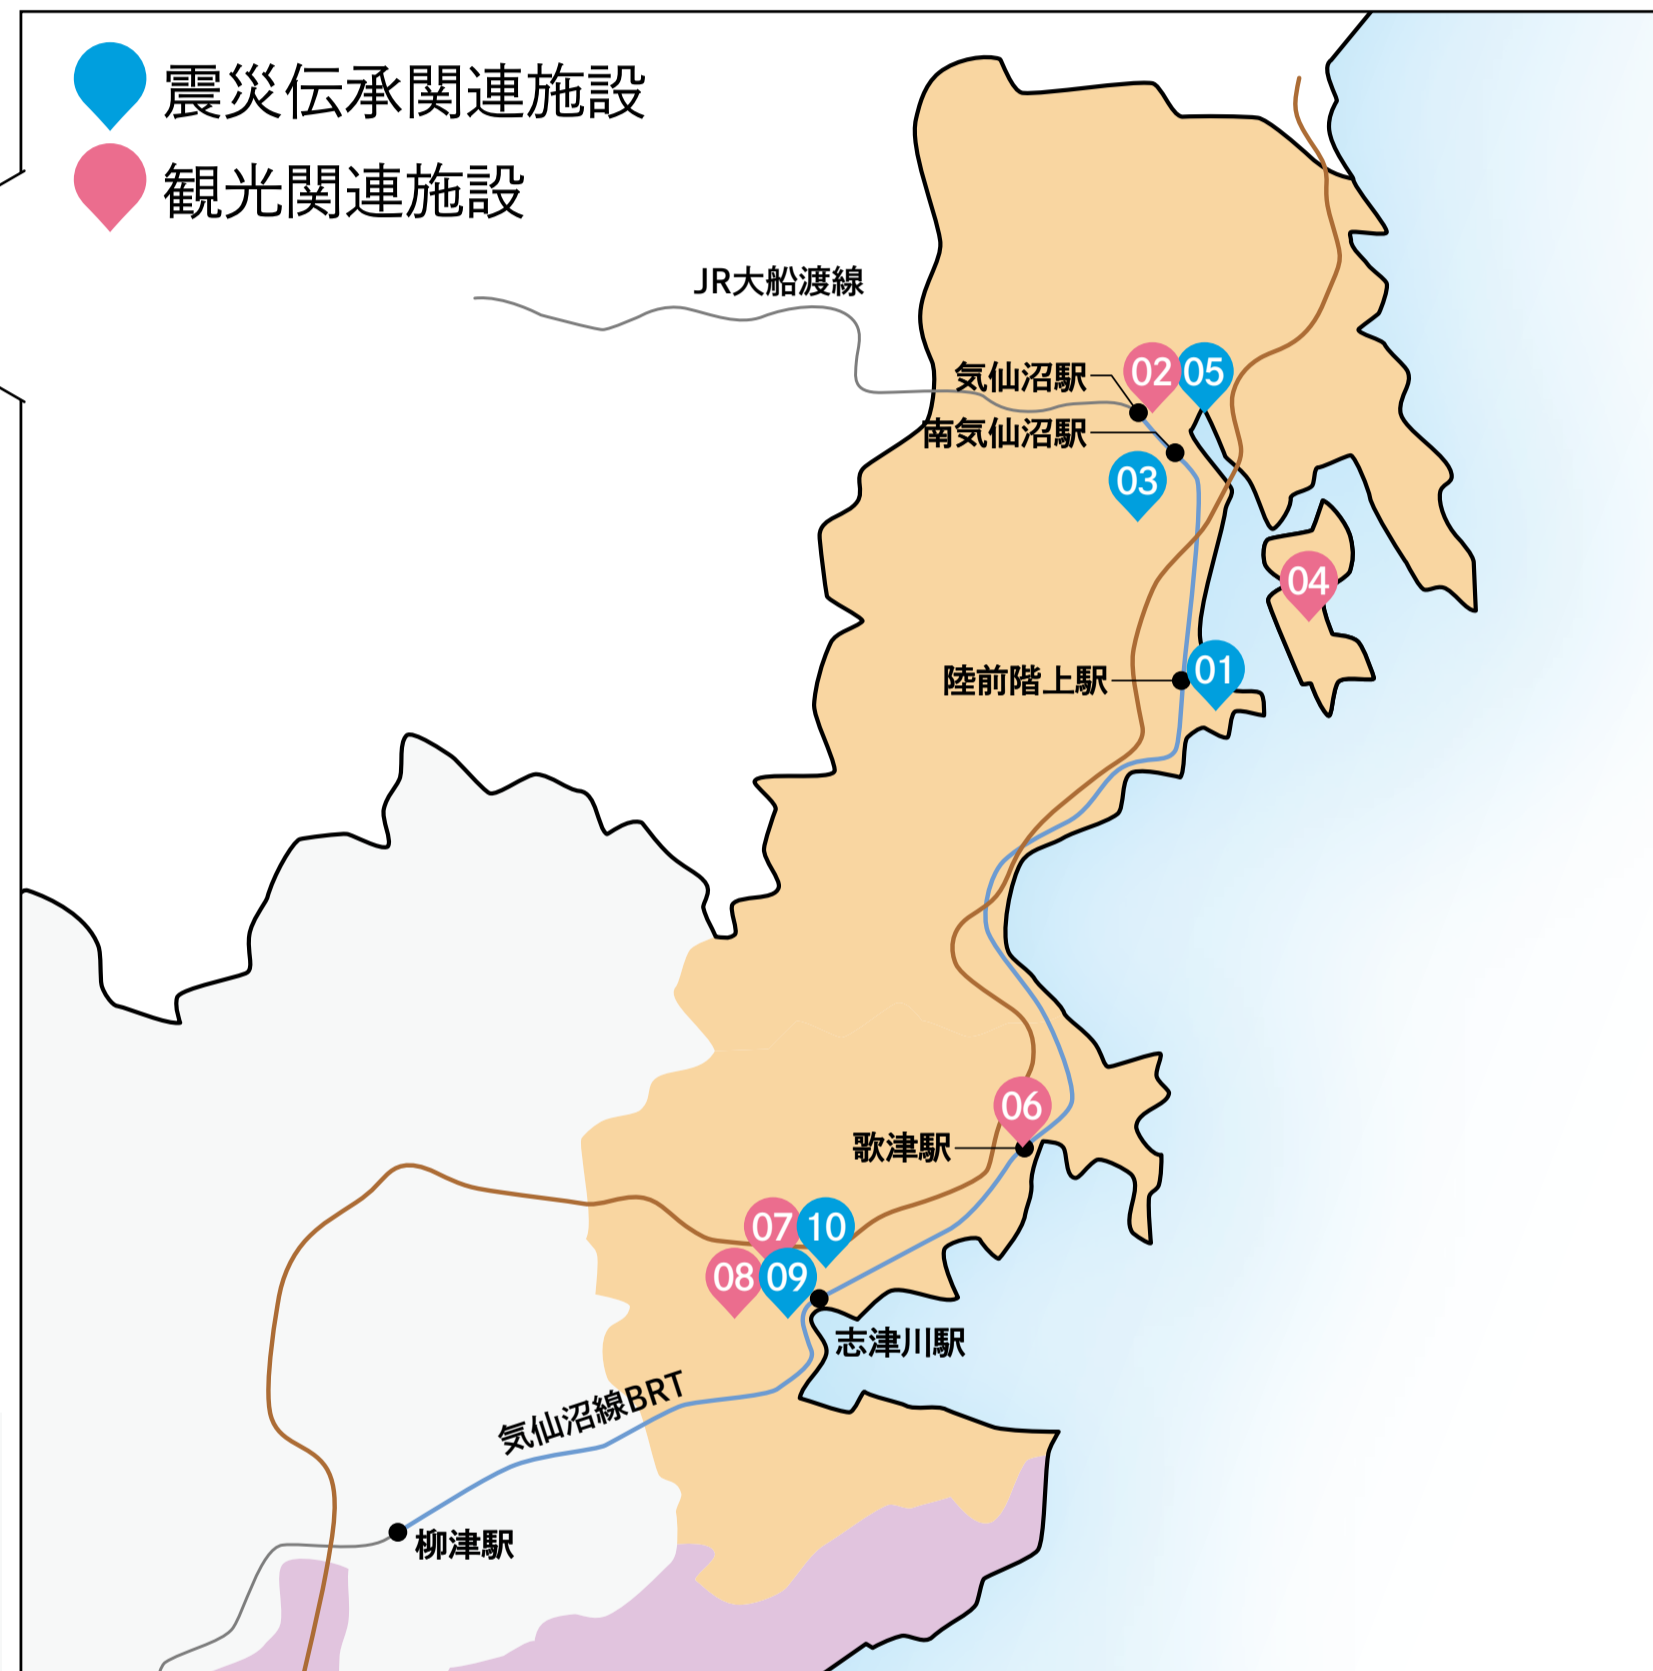 震災伝承関連施設
観光関連施設
JR大船渡線
気仙沼駅
02
05
南気仙沼駅
03
04
陸前階上駅
01
06
歌津駅
07
10
08
09
志津川駅
気仙沼線BRT
柳津駅